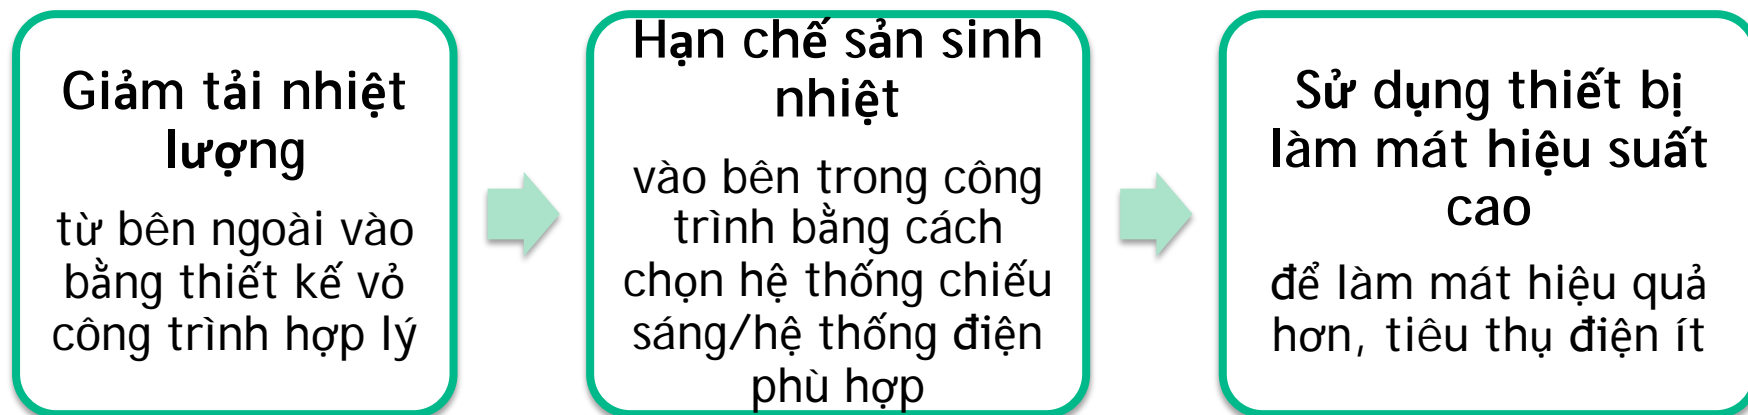 Giảm tải nhiệt
lượng
từ bên ngoài vào
bằng thiết kế vỏ
công trình hợp lý
Hạn chế sản sinh
nhiệt
vào bên trong công
trình bằng cách
chọn hệ thống chiếu
sáng/hệ thống điện
phù hợp
Sử dụng thiết bị
làm mát hiệu suất
cao
để làm mát hiệu quả
hơn, tiêu thụ điện ít